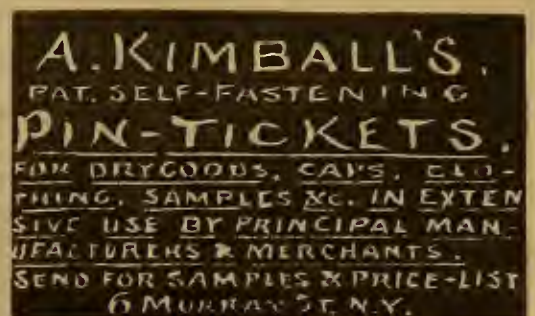 A. KIMBALL'S.
PAT. SELF-FASTENING
PIN-TICKETS.
FOR DRYGOODS, CAPS, CLO-
THING, SAMPLES &c. IN EXTEN
SIVE USE BY PRINCIPAL MAN-
UFACTURERS & MERCHANTS.
SEND FOR SAMPLES & PRICE-LIST
6 MURRAY ST. N.Y.